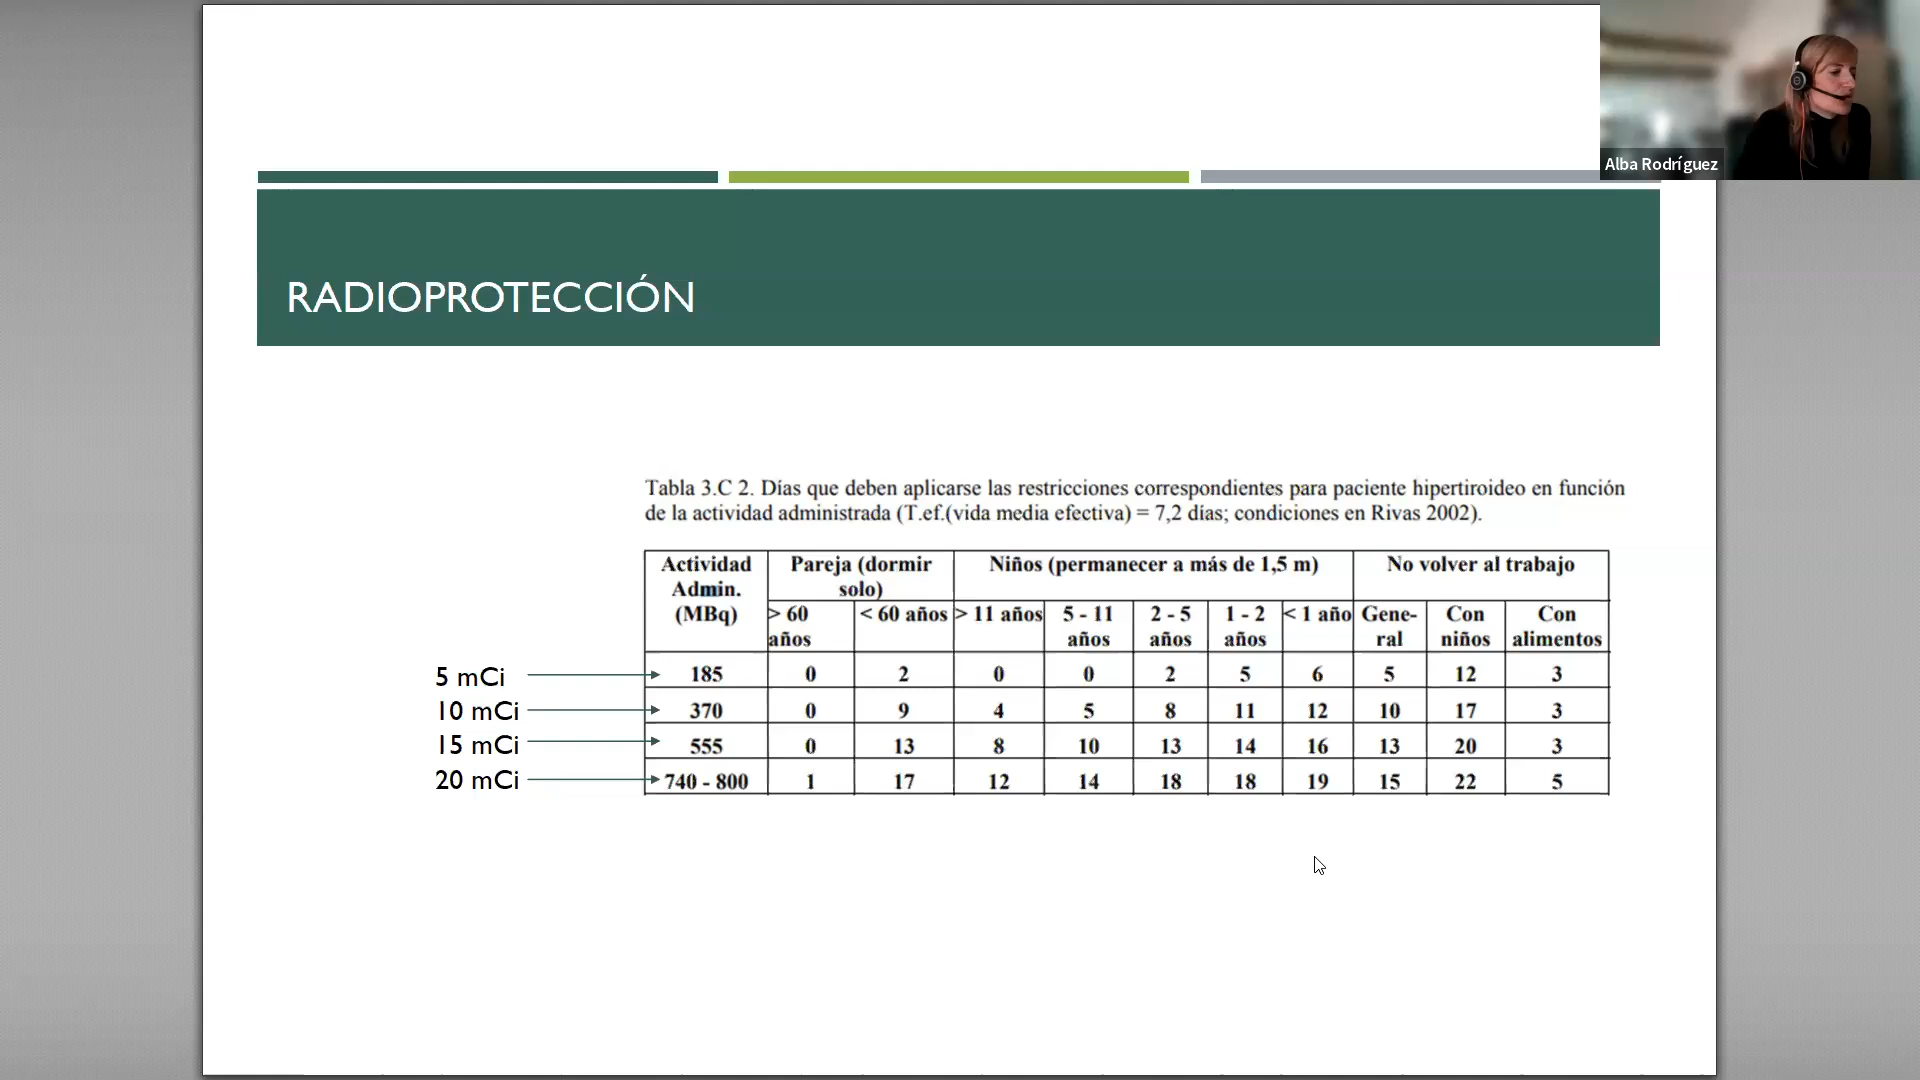 Alba Rodríguez
RADIOPROTECCIÓN
Tabla 3.C 2. Días que deben aplicarse las restricciones correspondientes para paciente hipertiroideo en función
de la actividad administrada (T.ef.(vida media efectiva) = 7,2 días; condiciones en Rivas 2002).
Actividad Pareja (dormir Niños (permanecer a más de 1,5 m) No volver al trabajo
Admin. solo)
(MBq) > 60 < 60 años > 11 años 5 - 11 2 - 5 1 - 2 < 1 año Gene- Con Con
años años años años ral niños alimentos
5 mCi 185 0 2 0 0 2 5 6 5 12 3
10 mCi 370 0 9 4 5 8 11 12 10 17 3
15 mCi 555 0 13 8 10 13 14 16 13 20 3
20 mCi 740 - 800 1 17 12 14 18 18 19 15 22 5